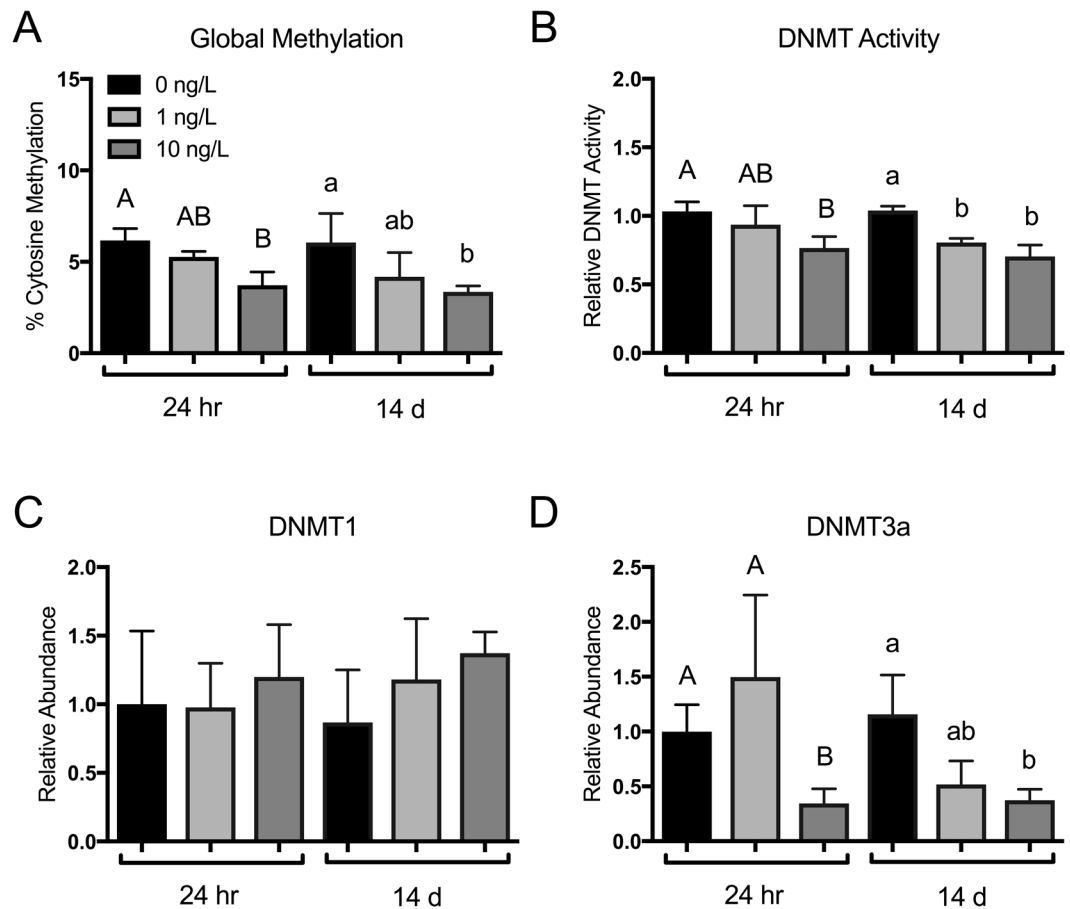 A
Global Methylation
% Cytosine Methylation
15
10
5
0
0 ng/L
1 ng/L
10 ng/L
A
AB
B
a
ab
b
24 hr
14 d
B
DNMT Activity
Relative DNMT Activity
2.0
1.5
1.0
0.5
0.0
A
AB
B
a
b
b
24 hr
14 d
C
DNMT1
Relative Abundance
2.0
1.5
1.0
0.5
0.0
24 hr
14 d
D
DNMT3a
Relative Abundance
2.5
2.0
1.5
1.0
0.5
0.0
A
A
B
a
ab
b
24 hr
14 d